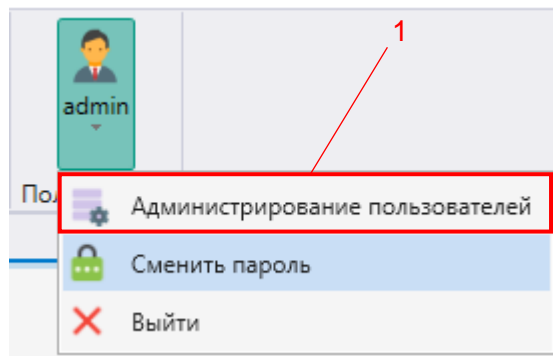 1
admin
Пол
Администрирование пользователей
Сменить пароль
Выйти